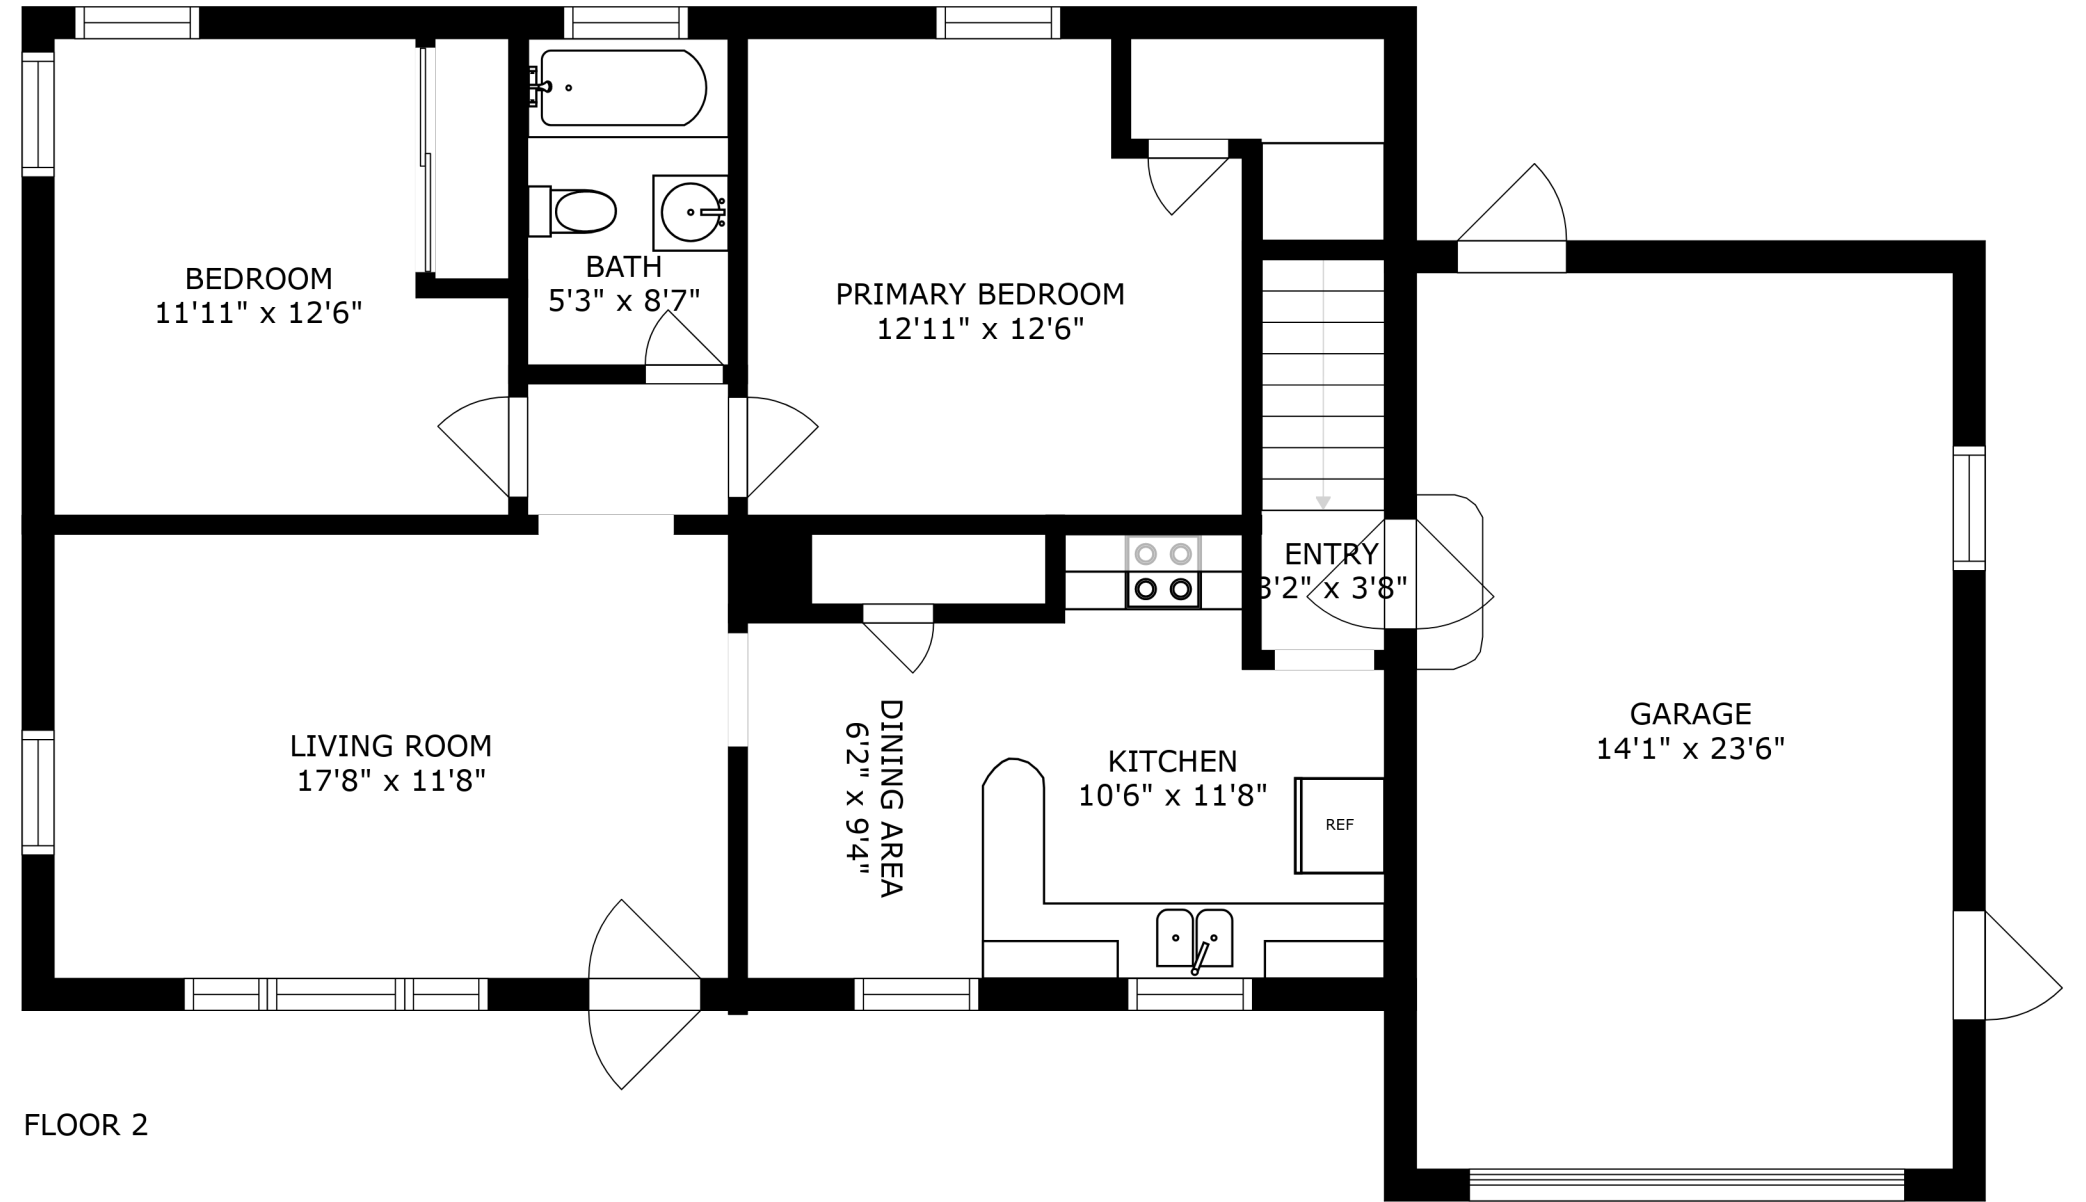 BEDROOM
11'11" x 12'6"
BATH
5'3" x 8'7"
PRIMARY BEDROOM
12'11" x 12'6"
ENTRY
3'2" x 3'8"
LIVING ROOM
17'8" x 11'8"
DINING AREA
6'2" x 9'4"
KITCHEN
10'6" x 11'8"
REF
GARAGE
14'1" x 23'6"
FLOOR 2